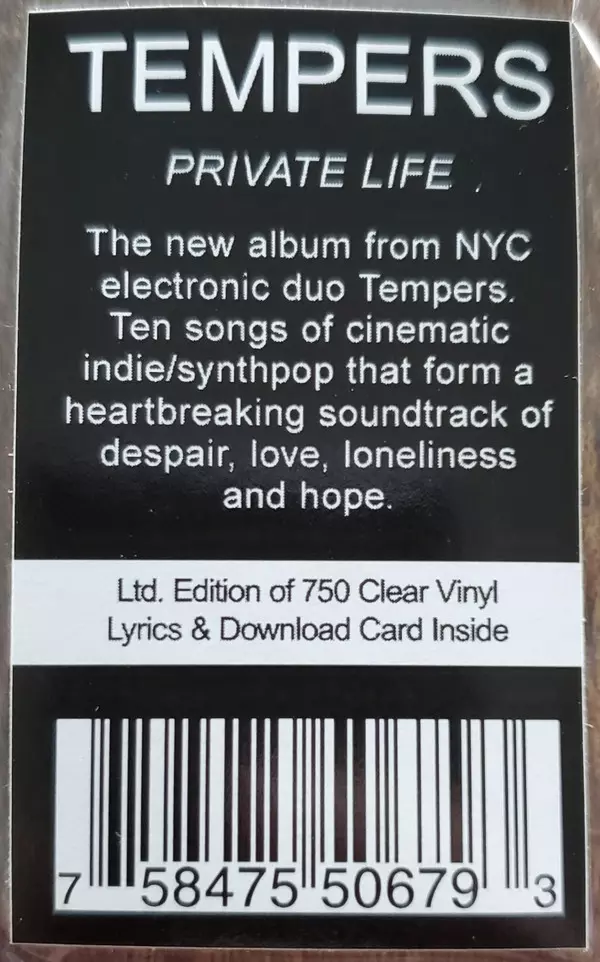 TEMPERS
PRIVATE LIFE
The new album from NYC
electronic duo Tempers.
Ten songs of cinematic
indie/synthpop that form a
heartbreaking soundtrack of
despair, love, loneliness
and hope.
Ltd. Edition of 750 Clear Vinyl
Lyrics & Download Card Inside
7 58475 50679 3